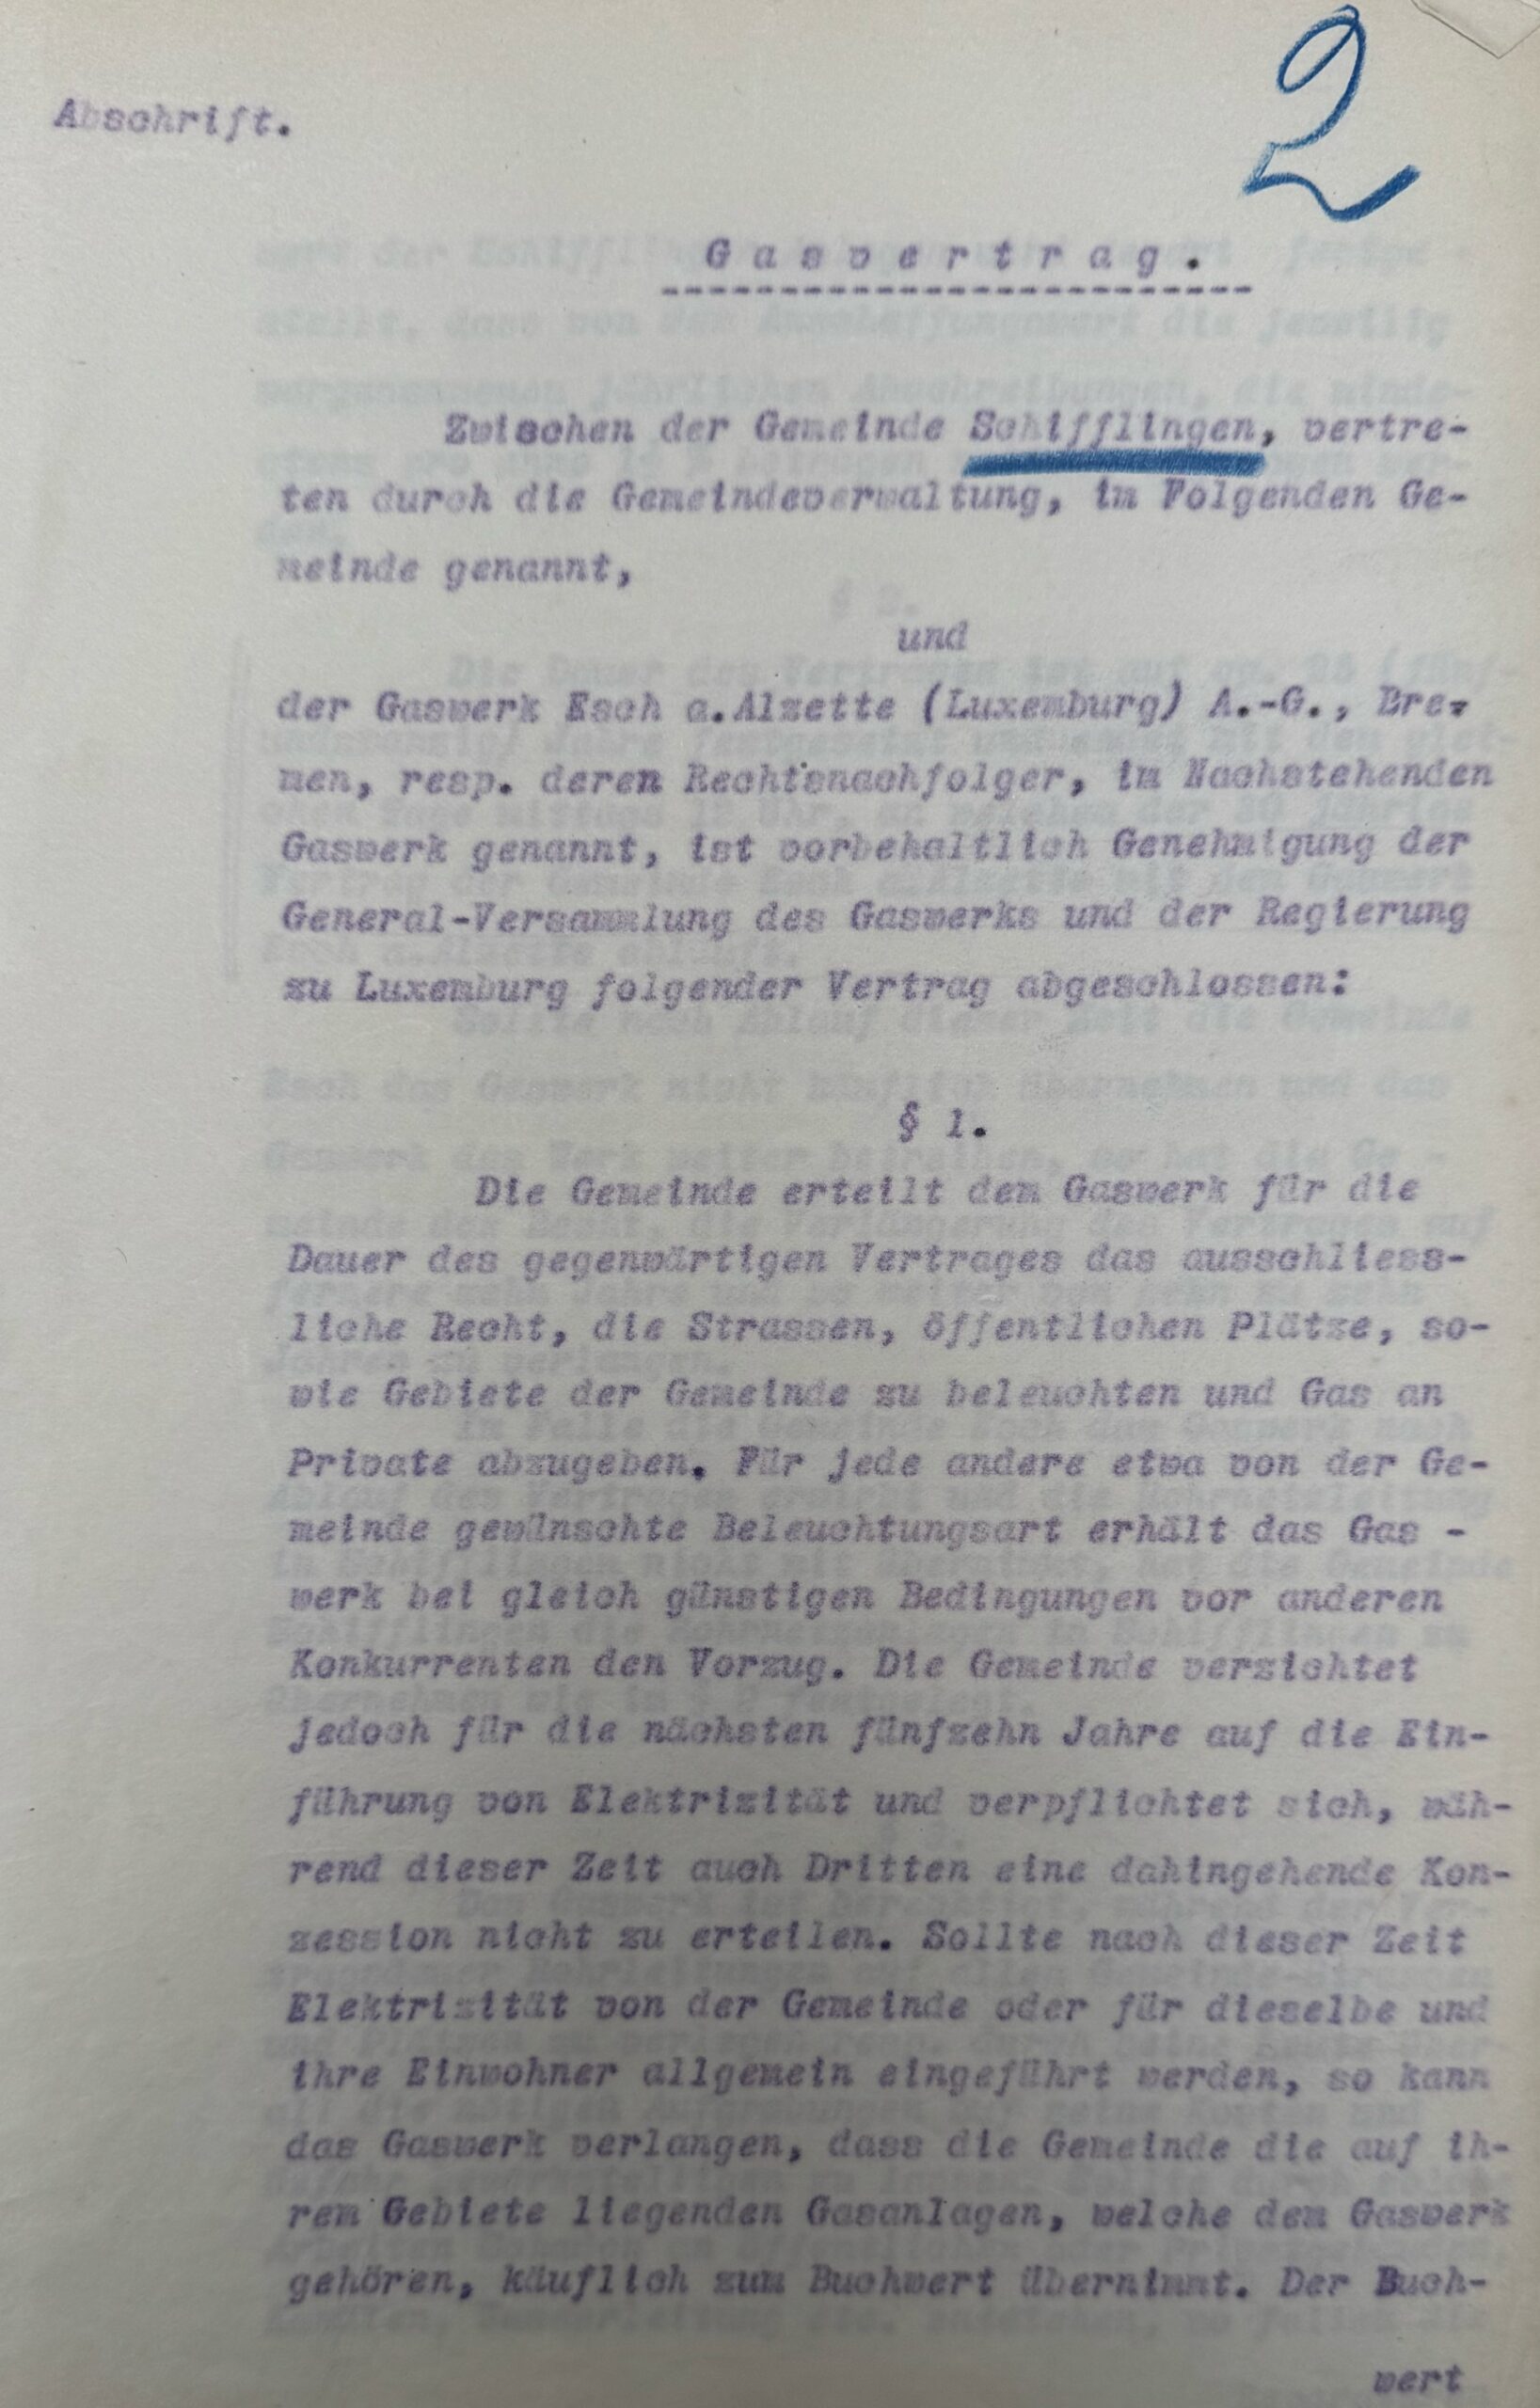 2
Abschrift.
Gasvertrag.
Zwischen der Gemeinde Schifflingen, vertre-
ten durch die Gemeindeverwaltung, im Folgenden Ge-
meinde genannt,
und
der Gaswerk Esch a.Alzette (Luxemburg) A.-G., Bre-
men, resp. deren Rechtsnachfolger, im Nachstehenden
Gaswerk genannt, ist vorbehaltlich Genehmigung der
General-Versammlung des Gaswerks und der Regierung
zu Luxemburg folgender Vertrag abgeschlossen:
§ 1.
Die Gemeinde erteilt dem Gaswerk für die
Dauer des gegenwärtigen Vertrages das ausschliess-
liche Recht, die Strassen, öffentlichen Plätze, so-
wie Gebiete der Gemeinde zu beleuchten und Gas an
Private abzugeben. Für jede andere etwa von der Ge-
meinde gewünschte Beleuchtungsart erhält das Gas -
werk bei gleich günstigen Bedingungen vor anderen
Konkurrenten den Vorzug. Die Gemeinde verzichtet
jedoch für die nächsten fünfzehn Jahre auf die Ein-
führung von Elektrizität und verpflichtet sich, wäh-
rend dieser Zeit auch Dritten eine dahingehende Kon-
zession nicht zu erteilen. Sollte nach dieser Zeit
Elektrizität von der Gemeinde oder für dieselbe und
ihre Einwohner allgemein eingeführt werden, so kann
das Gaswerk verlangen, dass die Gemeinde die auf ih-
rem Gebiete liegenden Gasanlagen, welche dem Gaswerk
gehören, käuflich zum Buchwert übernimmt. Der Buch-
wert